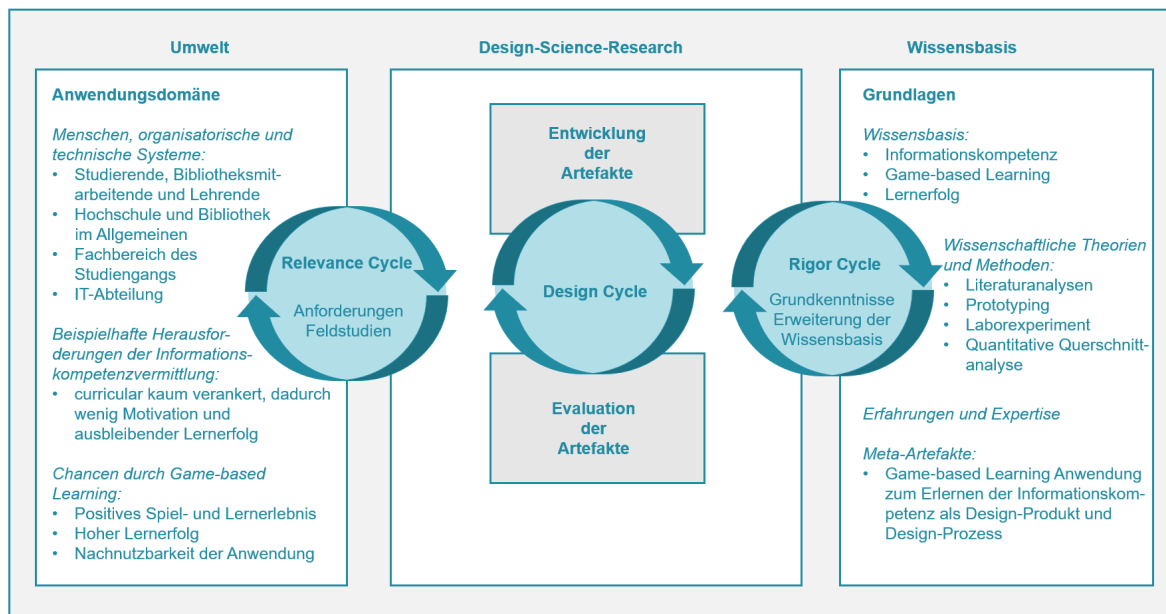 Umwelt
Anwendungsdomäne
Menschen, organisatorische und
technische Systeme:
• Studierende, Bibliotheksmit-
arbeitende und Lehrende
• Hochschule und Bibliothek
im Allgemeinen
• Fachbereich des
Studiengangs
• IT-Abteilung
Beispielhafte Herausfor-
derungen der Informations-
kompetenzvermittlung:
• curricular kaum verankert, dadurch
wenig Motivation und
ausbleibender Lernerfolg
Chancen durch Game-based
Learning:
• Positives Spiel- und Lernerlebnis
• Hoher Lernerfolg
• Nachnutzbarkeit der Anwendung
Relevance Cycle
Anforderungen
Feldstudien
Design-Science-Research
Entwicklung
der
Artefakte
Design Cycle
Evaluation
der
Artefakte
Rigor Cycle
Grundkenntnisse
Erweiterung der
Wissensbasis
Wissensbasis
Grundlagen
Wissensbasis:
• Informationskompetenz
• Game-based Learning
• Lernerfolg
Wissenschaftliche Theorien
und Methoden:
• Literaturanalysen
• Prototyping
• Laborexperiment
• Quantitative Querschnitt-
analyse
Erfahrungen und Expertise
Meta-Artefakte:
• Game-based Learning Anwendung
zum Erlernen der Informationskom-
petenz als Design-Produkt und
Design-Prozess